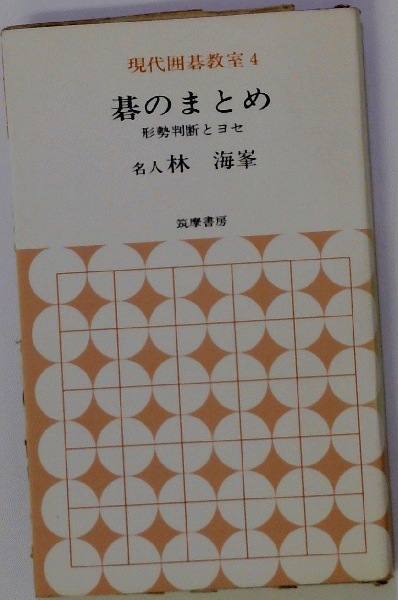 現代囲碁教室 4
碁のまとめ
形勢判断とヨセ
名人 林 海峯
筑摩書房